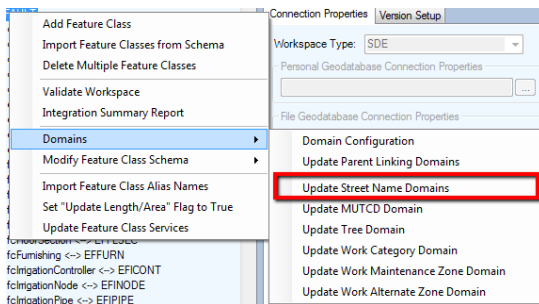 Add Feature Class
Import Feature Classes from Schema
Delete Multiple Feature Classes
Validate Workspace
Integration Summary Report
Domains
Modify Feature Class Schema
Import Feature Class Alias Names
Set "Update Length/Area" Flag to True
Update Feature Class Services
fcFurnishing <--> EFFURN
fcIrrigationController <--> EFICONT
fcIrrigationNode <--> EFINODE
fcIrrigationPipe <--> EFIPIPE
Connection Properties Version Setup
Workspace Type: SDE
Personal Geodatabase Connection Properties
...
File Geodatabase Connection Properties
Domain Configuration
Update Parent Linking Domains
Update Street Name Domains
Update MUTCD Domain
Update Tree Domain
Update Work Category Domain
Update Work Maintenance Zone Domain
Update Work Alternate Zone Domain